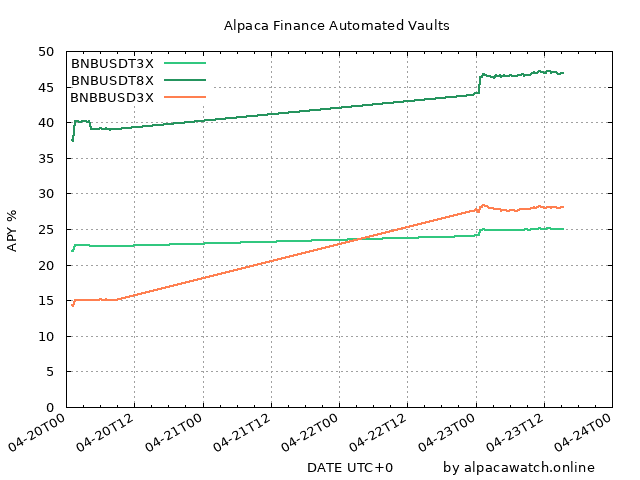 Alpaca Finance Automated Vaults
BNBUSDT3X
BNBUSDT8X
BNBBUSD3X
APY %
50
45
40
35
30
25
20
15
10
5
0
04-20T00
04-20T12
04-21T00
04-21T12
04-22T00
04-22T12
04-23T00
04-23T12
04-24T00
DATE UTC+0
by alpacawatch.online